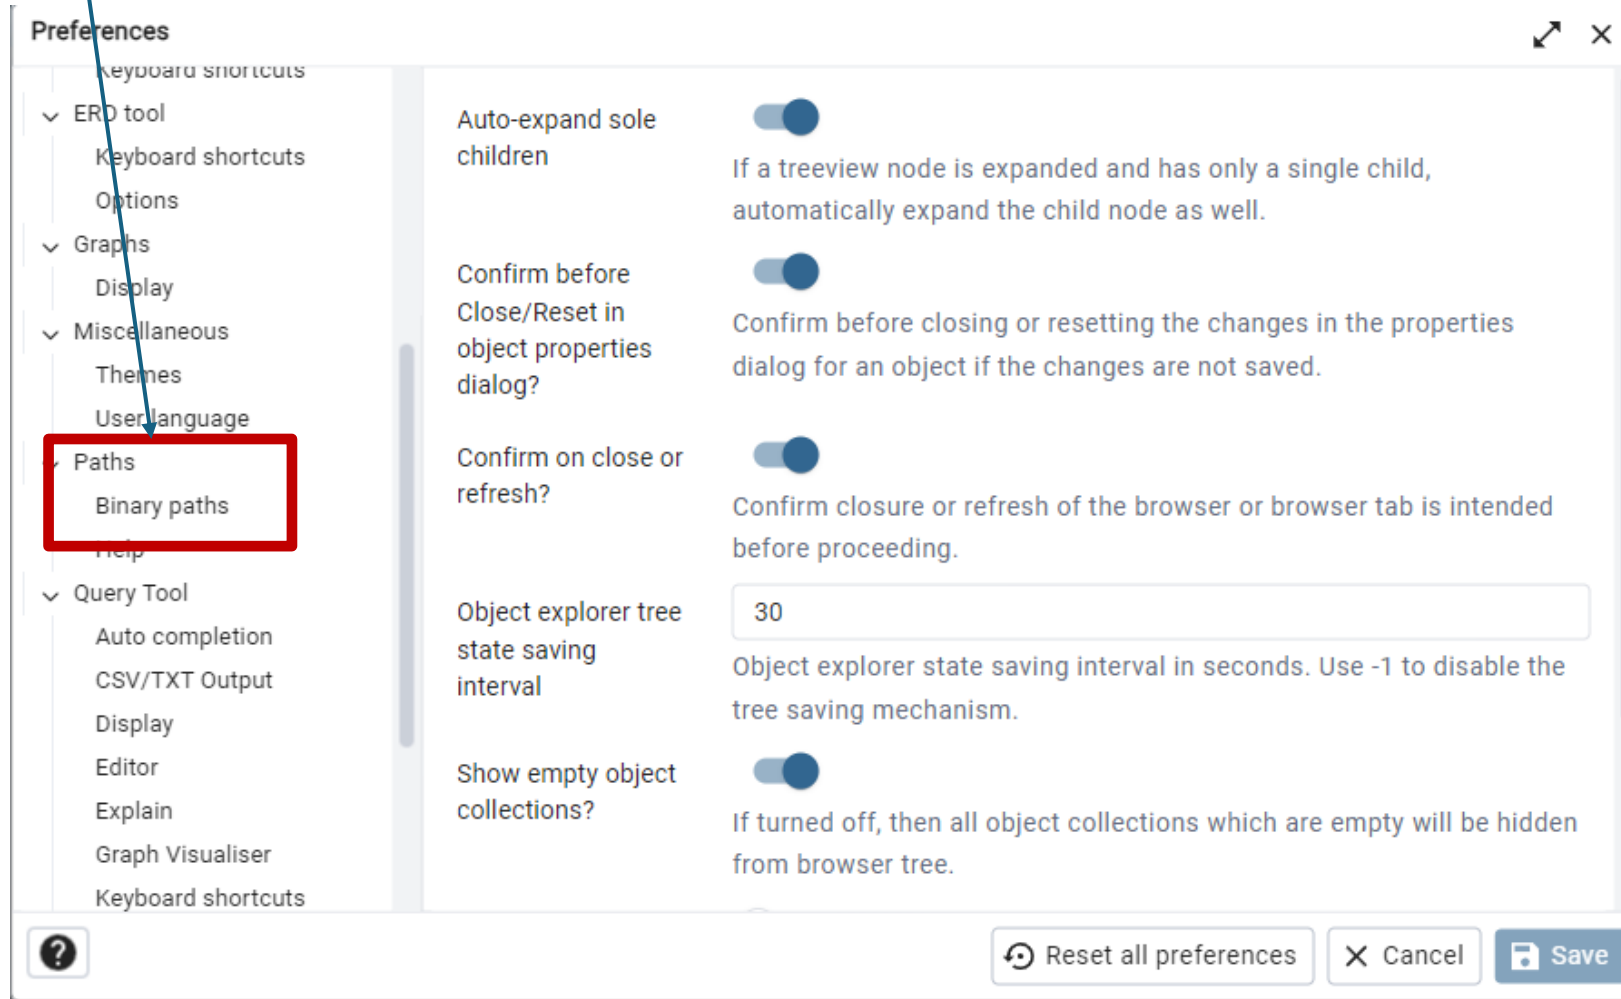 Preferences
Keyboard shortcuts
ERD tool
Keyboard shortcuts
Options
Graphs
Display
Miscellaneous
Themes
User language
Paths
Binary paths
Help
Query Tool
Auto completion
CSV/TXT Output
Display
Editor
Explain
Graph Visualiser
Keyboard shortcuts
Auto-expand sole
children
If a treeview node is expanded and has only a single child,
automatically expand the child node as well.
Confirm before
Close/Reset in
object properties
dialog?
Confirm before closing or resetting the changes in the properties
dialog for an object if the changes are not saved.
Confirm on close or
refresh?
Confirm closure or refresh of the browser or browser tab is intended
before proceeding.
Object explorer tree
state saving
interval
30
Object explorer state saving interval in seconds. Use -1 to disable the
tree saving mechanism.
Show empty object
collections?
If turned off, then all object collections which are empty will be hidden
from browser tree.
?
Reset all preferences
Cancel
Save